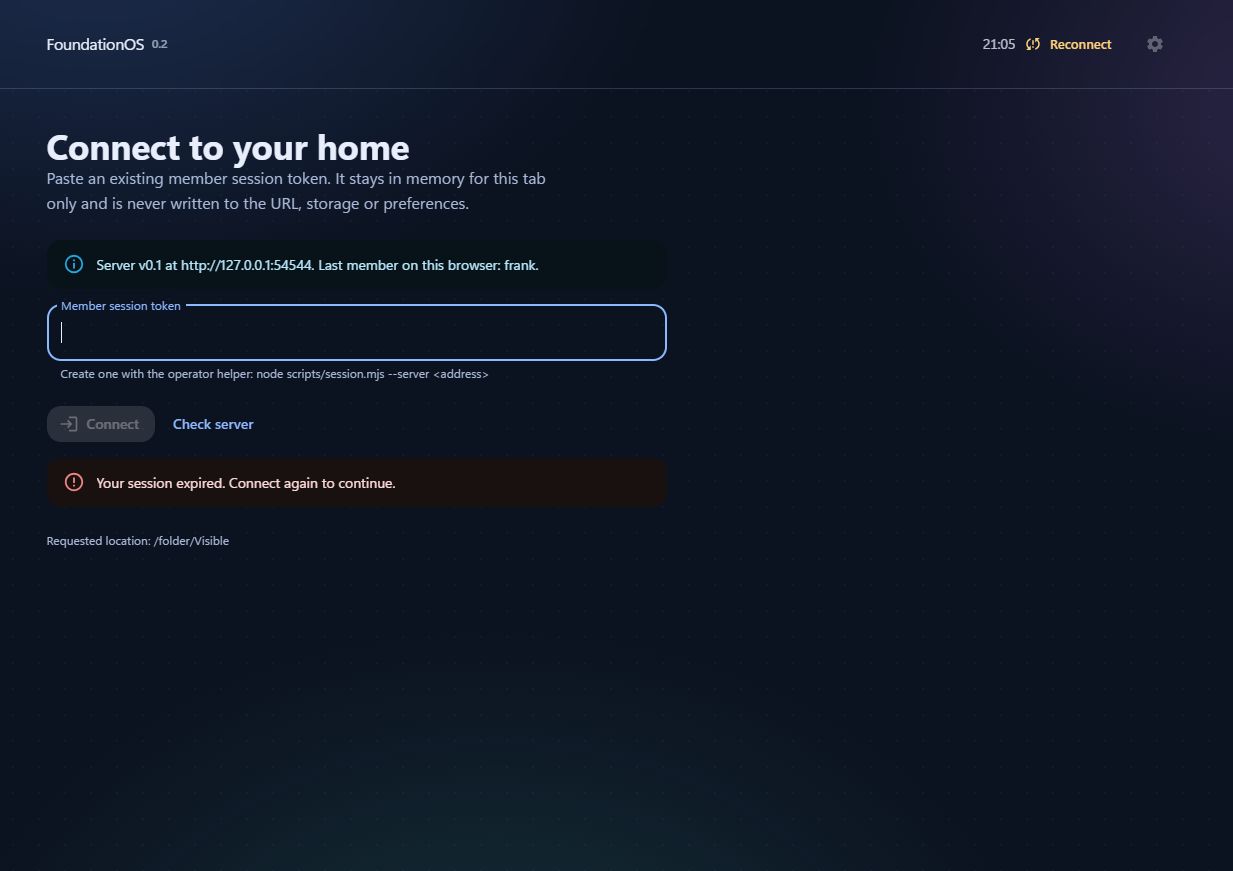 FoundationOS 0.2
21:05 Reconnect
Connect to your home
Paste an existing member session token. It stays in memory for this tab
only and is never written to the URL, storage or preferences.
Server v0.1 at http://127.0.0.1:54544. Last member on this browser: frank.
Member session token
Create one with the operator helper: node scripts/session.mjs --server <address>
Connect Check server
Your session expired. Connect again to continue.
Requested location: /folder/Visible